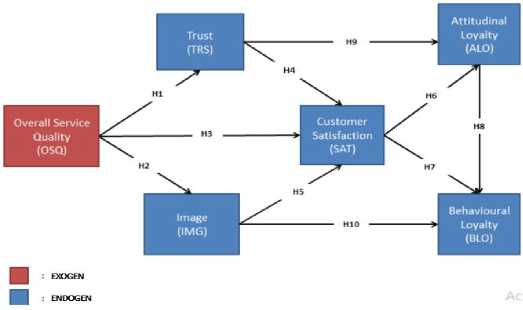 Trust
(TRS)
H9
Attitudinal
Loyalty
(ALO)
H1
H4
H6
Overall Service
Quality
(OSQ)
H3
Customer
Satisfaction
(SAT)
H8
H2
H5
H7
Image
(IMG)
H10
Behavioural
Loyalty
(BLO)
: EXOGEN
: ENDOGEN
Ac